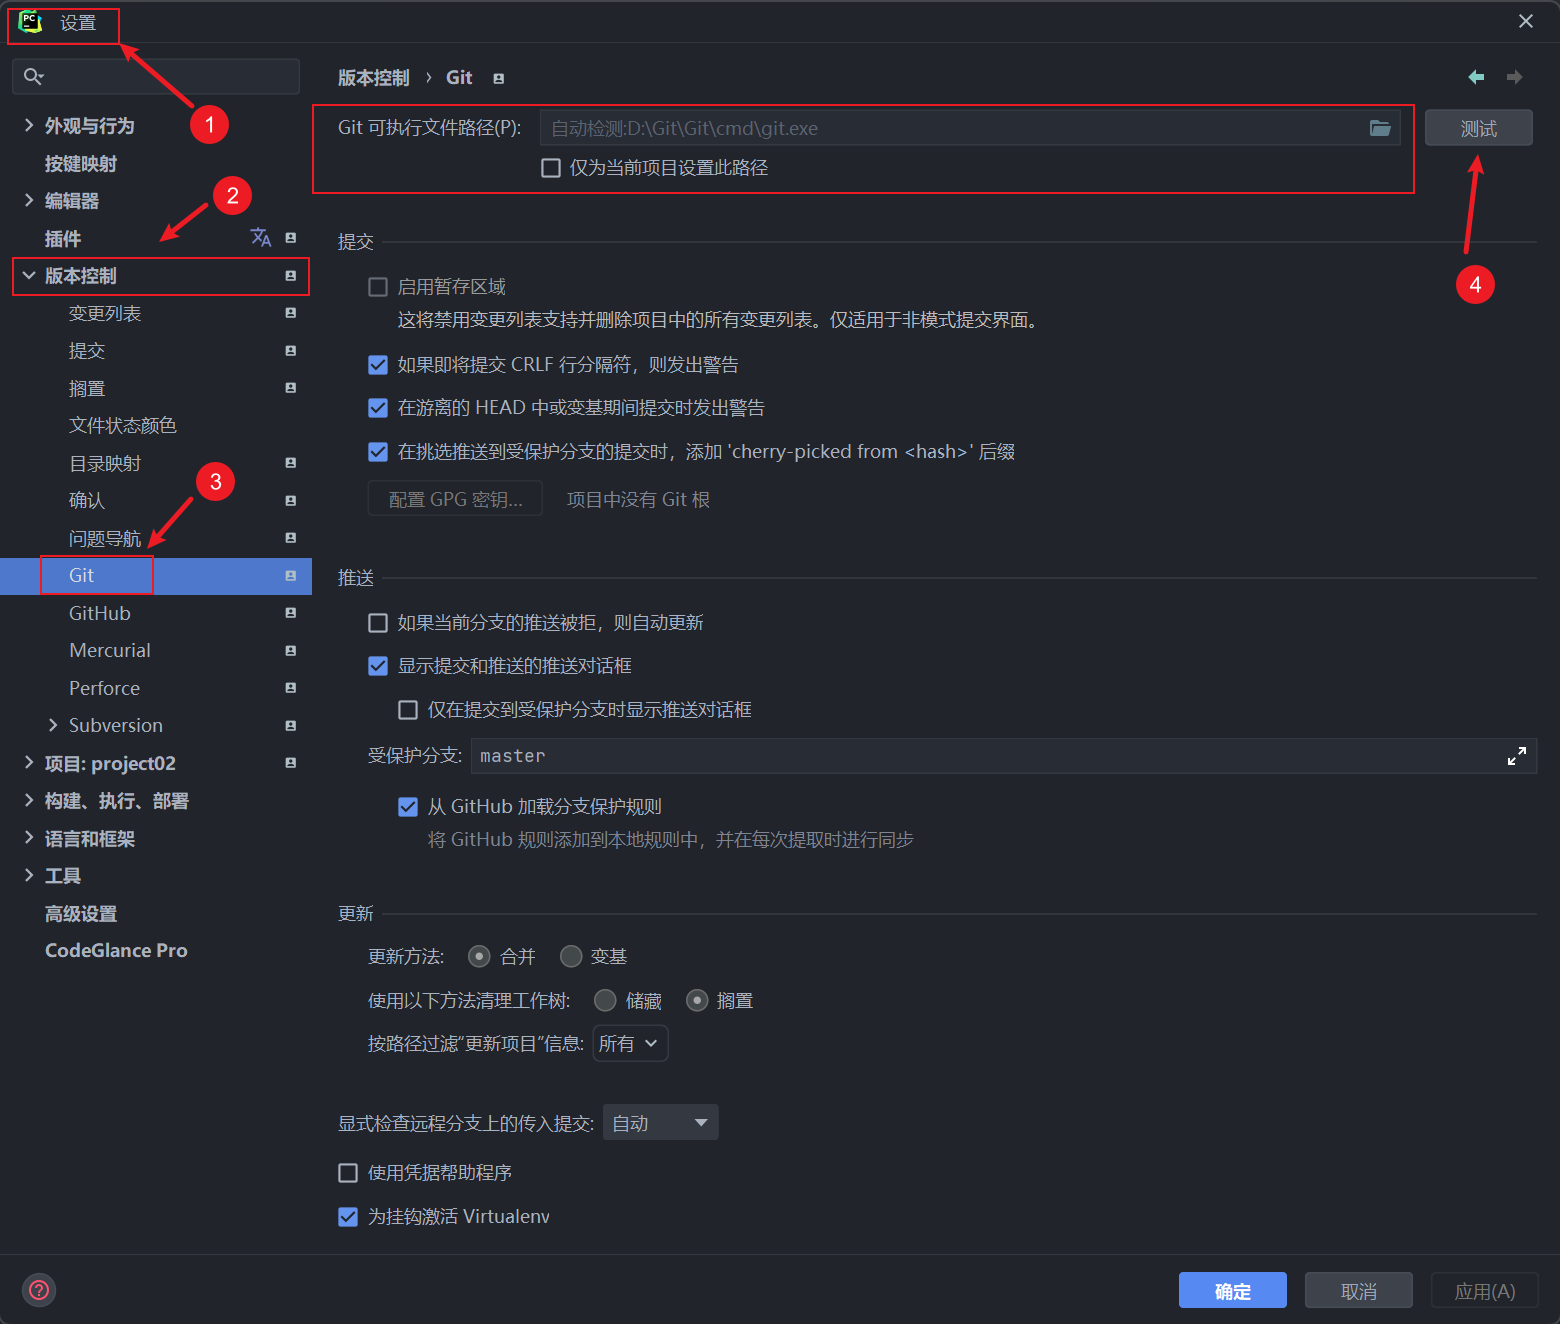 PC 设置
1
外观与行为
按键映射
编辑器
2
插件
版本控制
变更列表
提交
搁置
文件状态颜色
目录映射
3
确认
问题导航
Git
GitHub
Mercurial
Perforce
Subversion
项目: project02
构建、执行、部署
语言和框架
工具
高级设置
CodeGlance Pro
版本控制 › Git
Git 可执行文件路径(P): 自动检测:D:\Git\Git\cmd\git.exe
测试
仅为当前项目设置此路径
4
提交
启用暂存区域
这将禁用变更列表支持并删除项目中的所有变更列表。仅适用于非模式提交界面。
如果即将提交 CRLF 行分隔符，则发出警告
在游离的 HEAD 中或变基期间提交时发出警告
在挑选推送到受保护分支的提交时，添加 'cherry-picked from <hash>' 后缀
配置 GPG 密钥... 项目中没有 Git 根
推送
如果当前分支的推送被拒，则自动更新
显示提交和推送的推送对话框
仅在提交到受保护分支时显示推送对话框
受保护分支: master
从 GitHub 加载分支保护规则
将 GitHub 规则添加到本地规则中，并在每次提取时进行同步
更新
更新方法: 合并 变基
使用以下方法清理工作树: 储藏 搁置
按路径过滤"更新项目"信息: 所有
显式检查远程分支上的传入提交: 自动
使用凭据帮助程序
为挂钩激活 Virtualenv
? 确定 取消 应用(A)